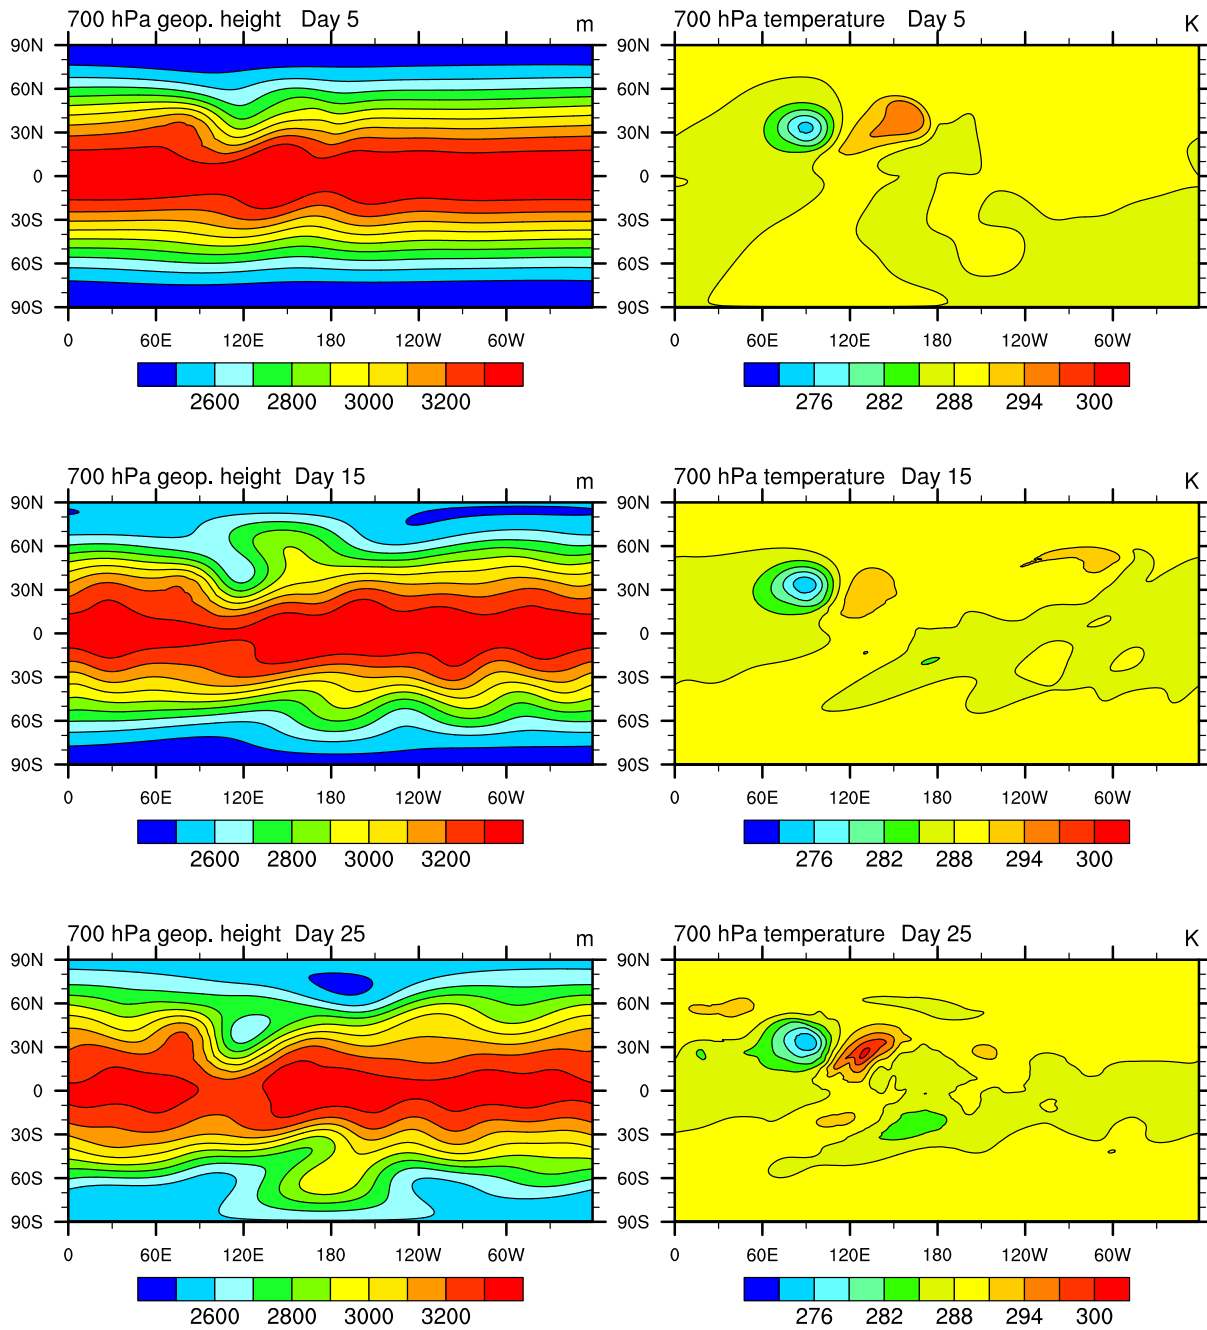 700 hPa geop. height Day 5 m
700 hPa temperature Day 5 K
90N 90N
60N 60N
30N 30N
0 0
30S 30S
60S 60S
90S 90S
0 60E 120E 180 120W 60W 0 60E 120E 180 120W 60W
2600 2800 3000 3200 276 282 288 294 300
700 hPa geop. height Day 15 m
700 hPa temperature Day 15 K
90N 90N
60N 60N
30N 30N
0 0
30S 30S
60S 60S
90S 90S
0 60E 120E 180 120W 60W 0 60E 120E 180 120W 60W
2600 2800 3000 3200 276 282 288 294 300
700 hPa geop. height Day 25 m
700 hPa temperature Day 25 K
90N 90N
60N 60N
30N 30N
0 0
30S 30S
60S 60S
90S 90S
0 60E 120E 180 120W 60W 0 60E 120E 180 120W 60W
2600 2800 3000 3200 276 282 288 294 300